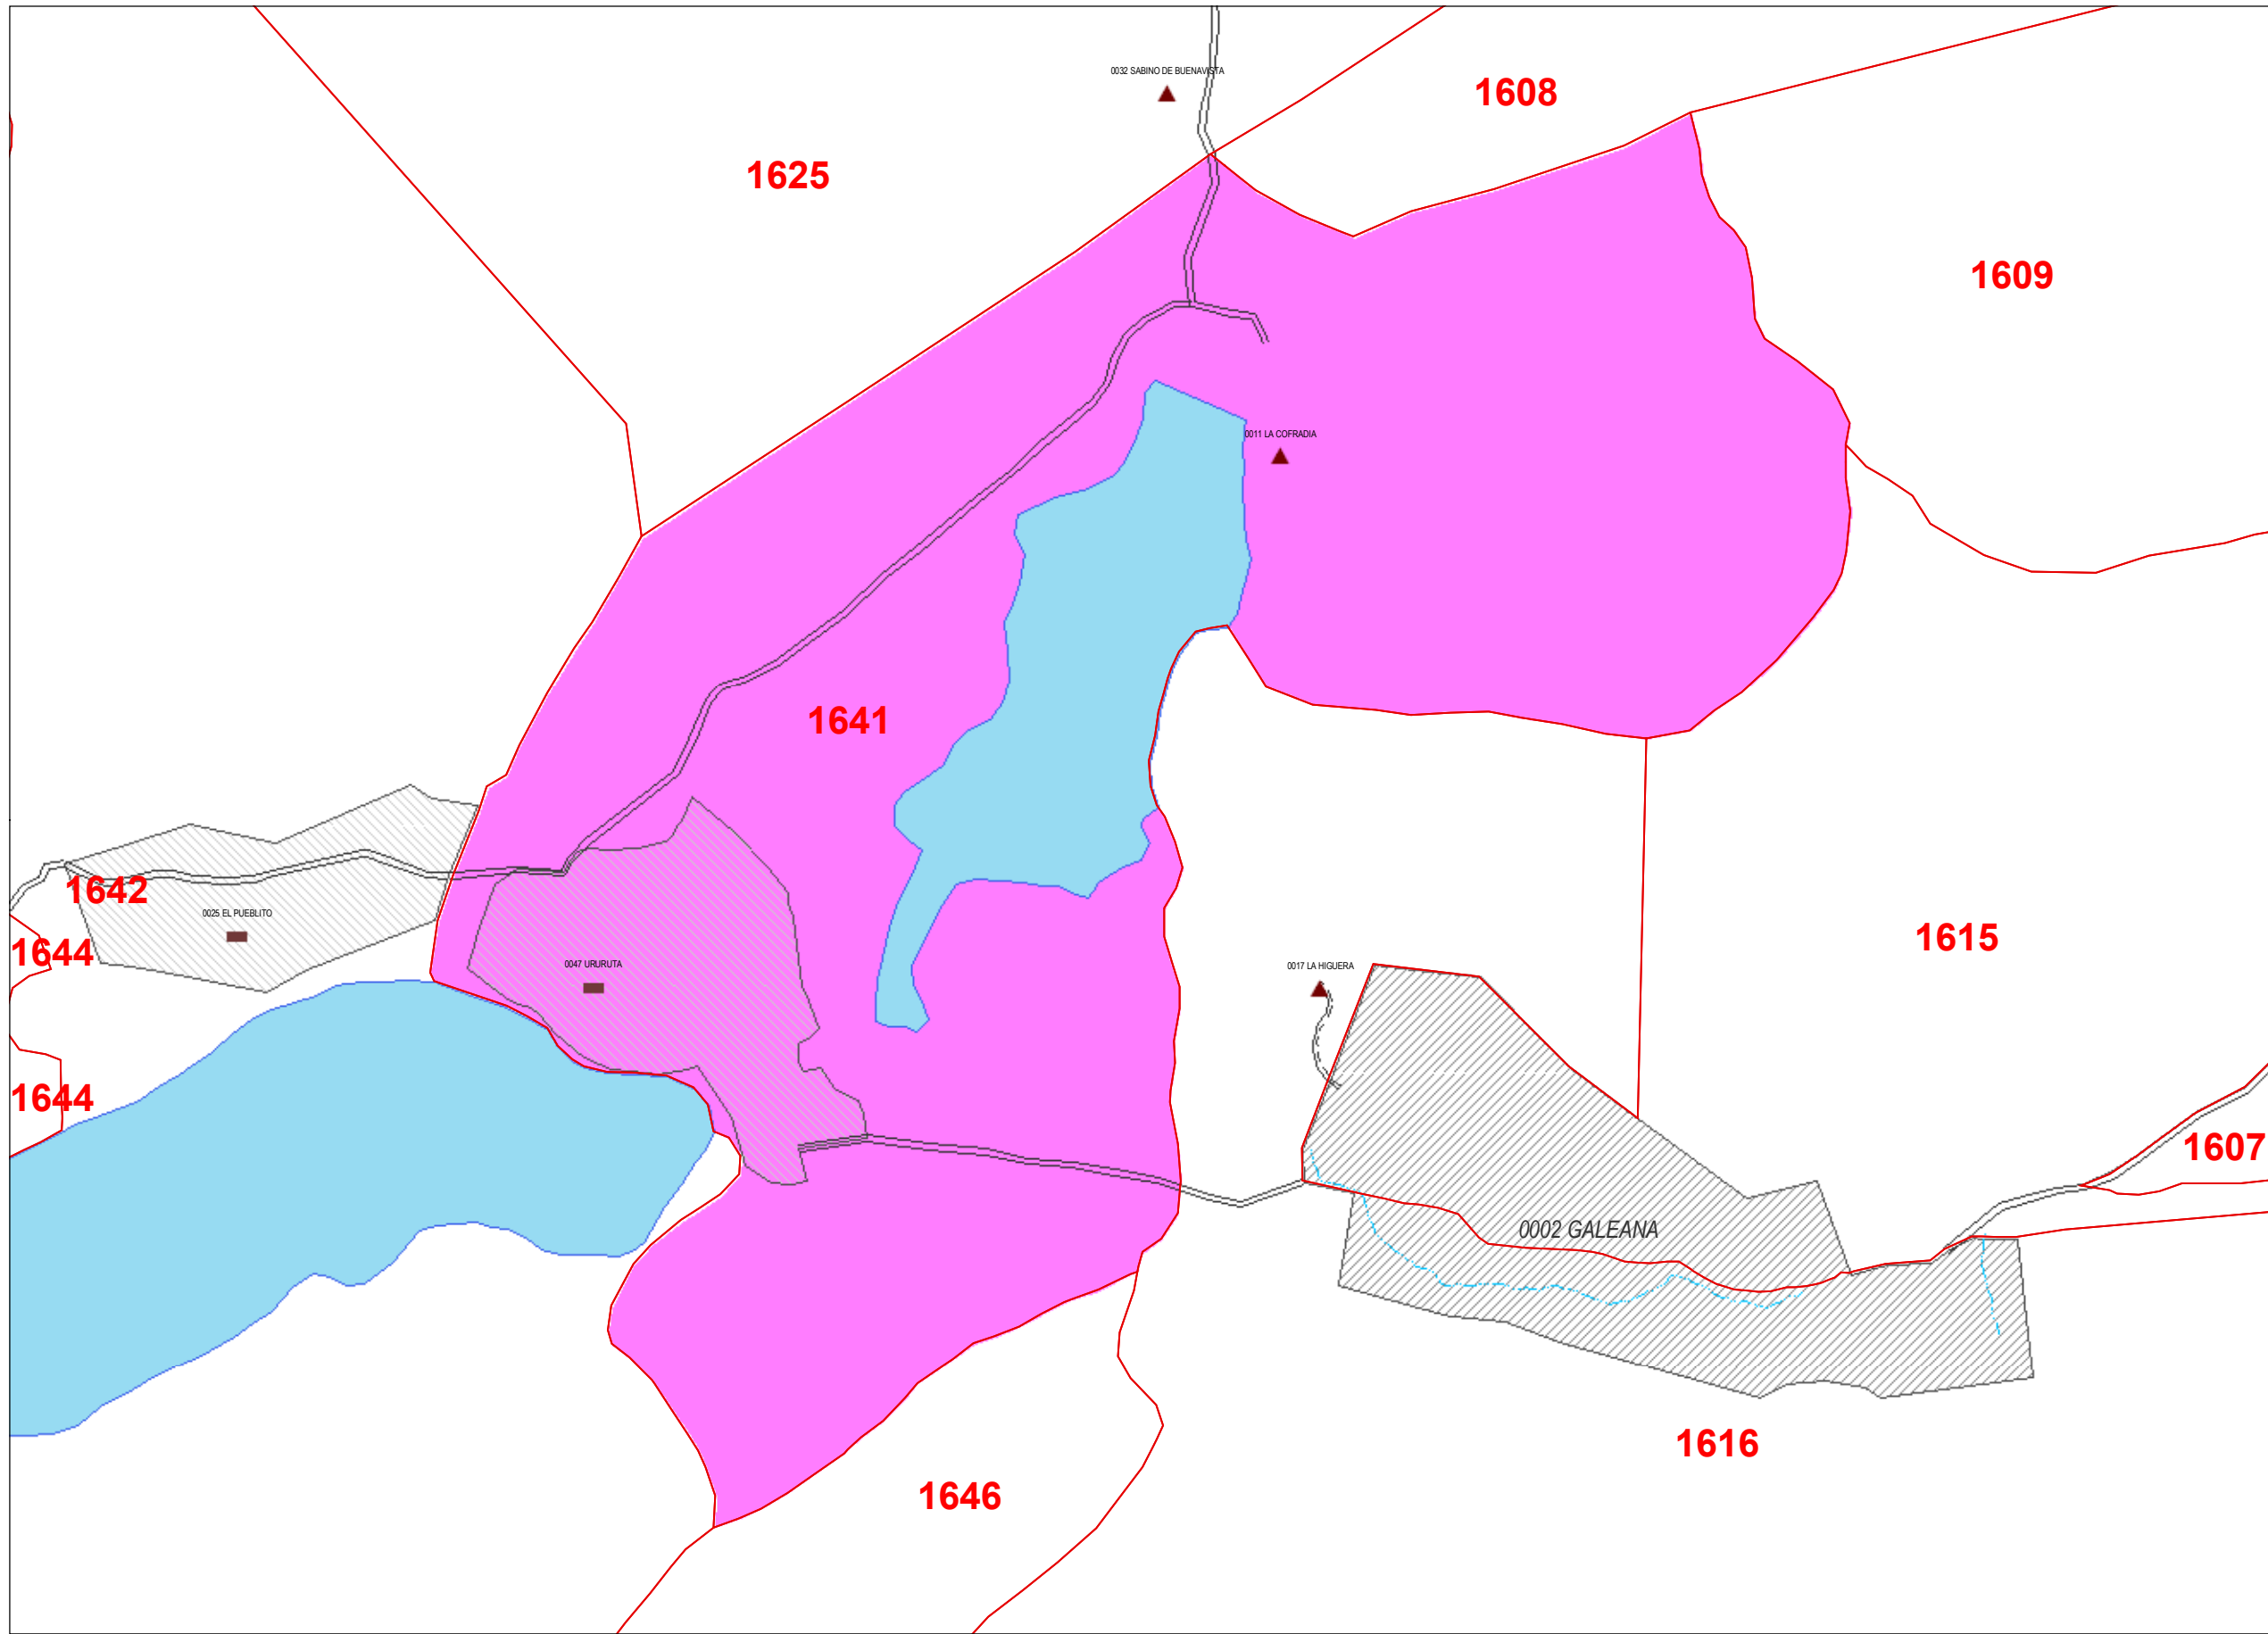 0032 SABINO DE BUENAVISTA
1608
1625
1609
0011 LA COFRADIA
1641
1642
0025 EL PUEBLITO
1644
0047 URURUTA
0017 LA HIGUERA
1615
1644
1607
0002 GALEANA
1616
1646